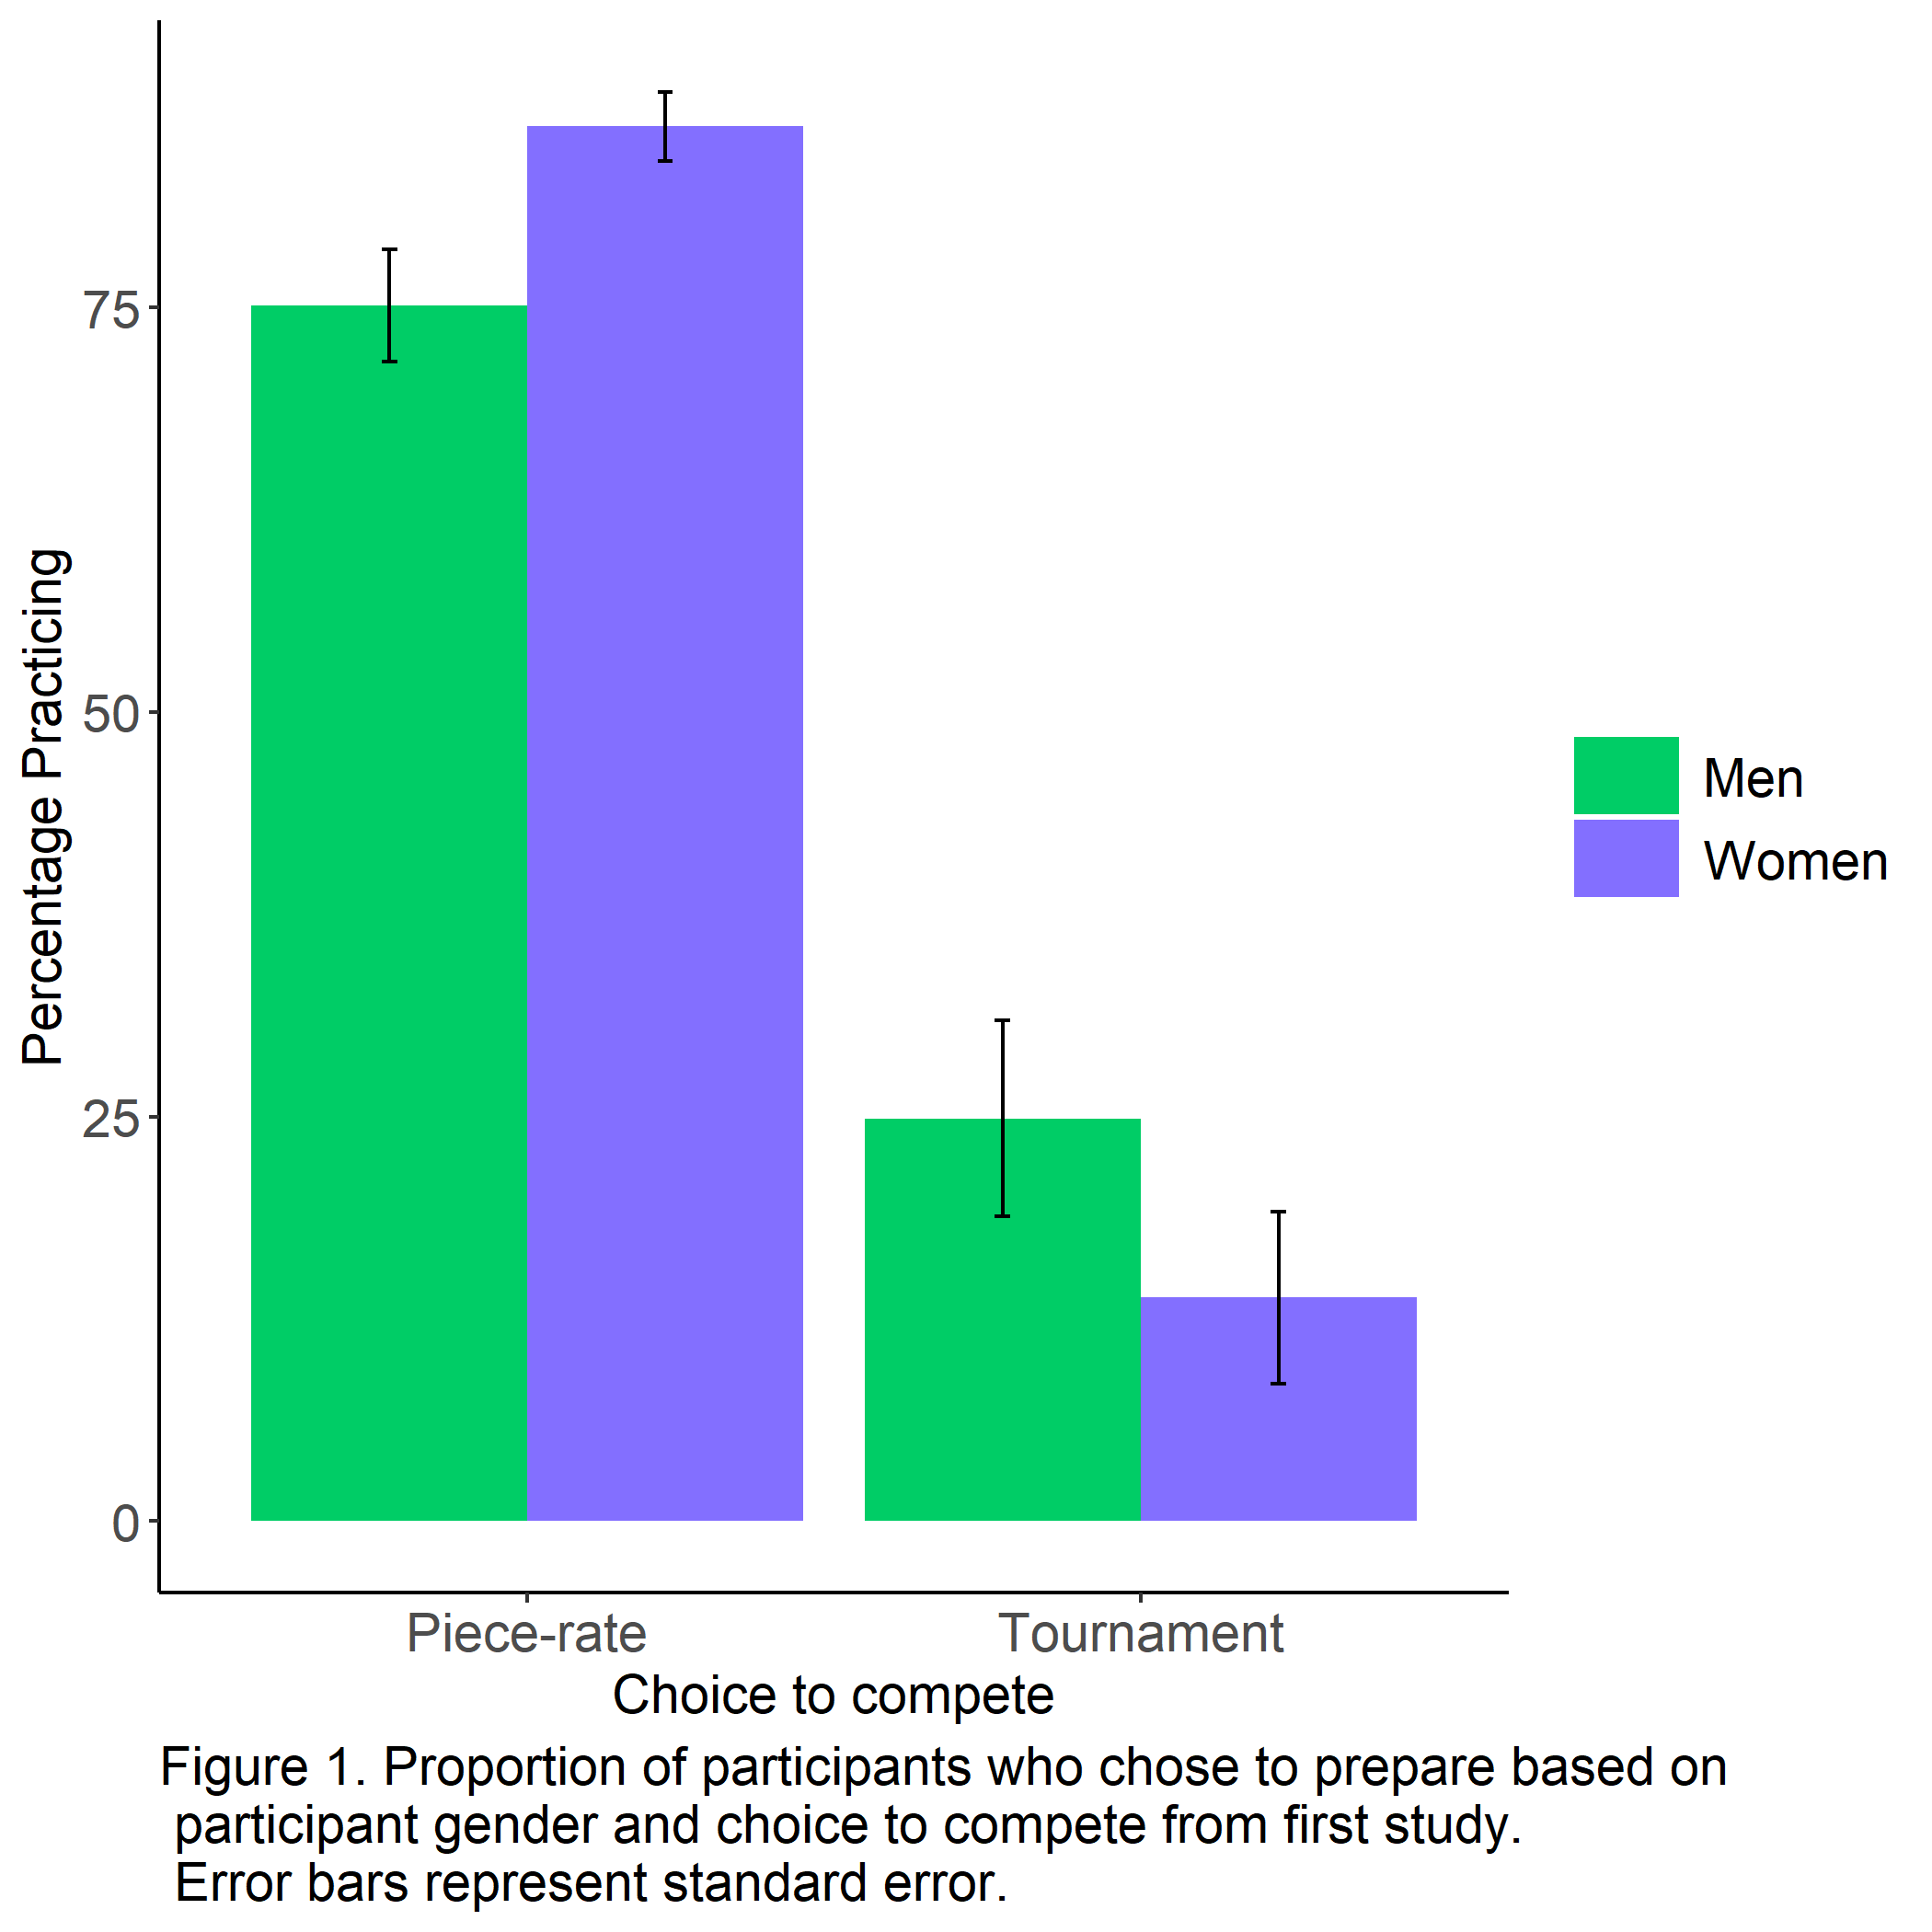 Percentage Practicing
75
50
25
0
Men
Women
Piece-rate
Tournament
Choice to compete
Figure 1. Proportion of participants who chose to prepare based on
participant gender and choice to compete from first study.
Error bars represent standard error.